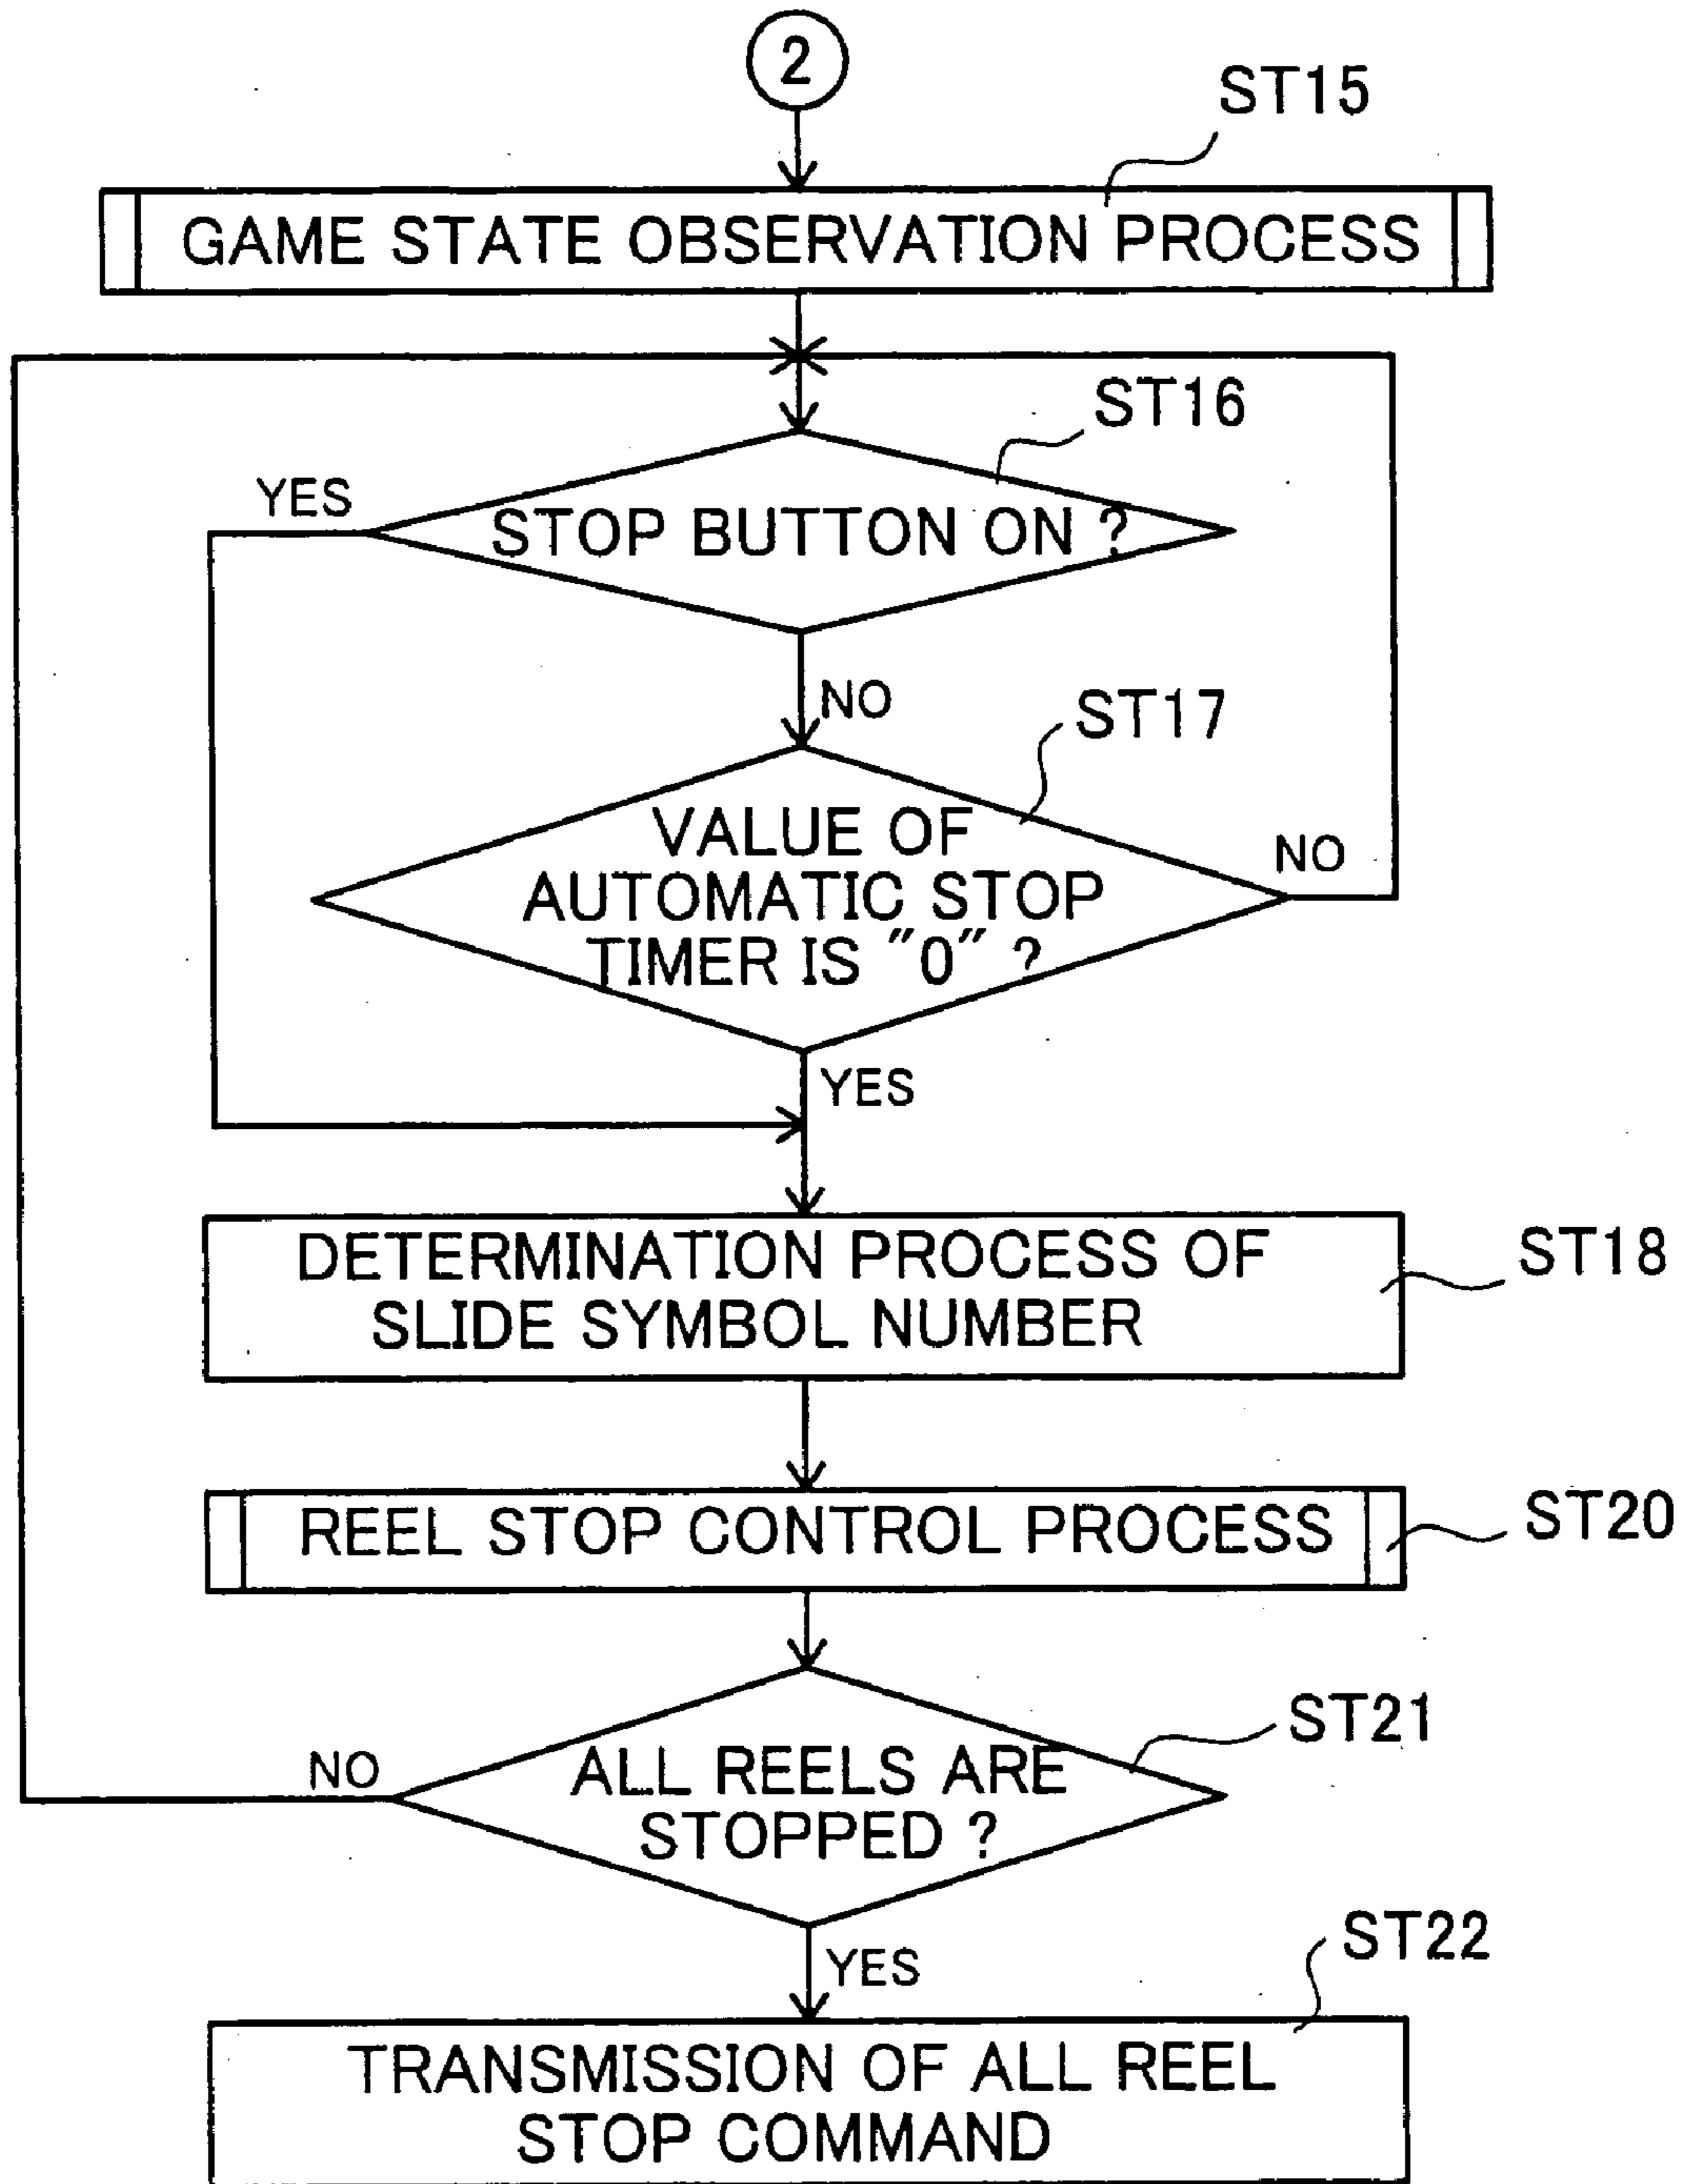 2
ST15
GAME STATE OBSERVATION PROCESS
ST16
YES
STOP BUTTON ON ?
NO
ST17
VALUE OF
AUTOMATIC STOP
TIMER IS "0" ?
NO
YES
DETERMINATION PROCESS OF
SLIDE SYMBOL NUMBER
ST18
REEL STOP CONTROL PROCESS
ST20
ST21
NO
ALL REELS ARE
STOPPED ?
YES
ST22
TRANSMISSION OF ALL REEL
STOP COMMAND